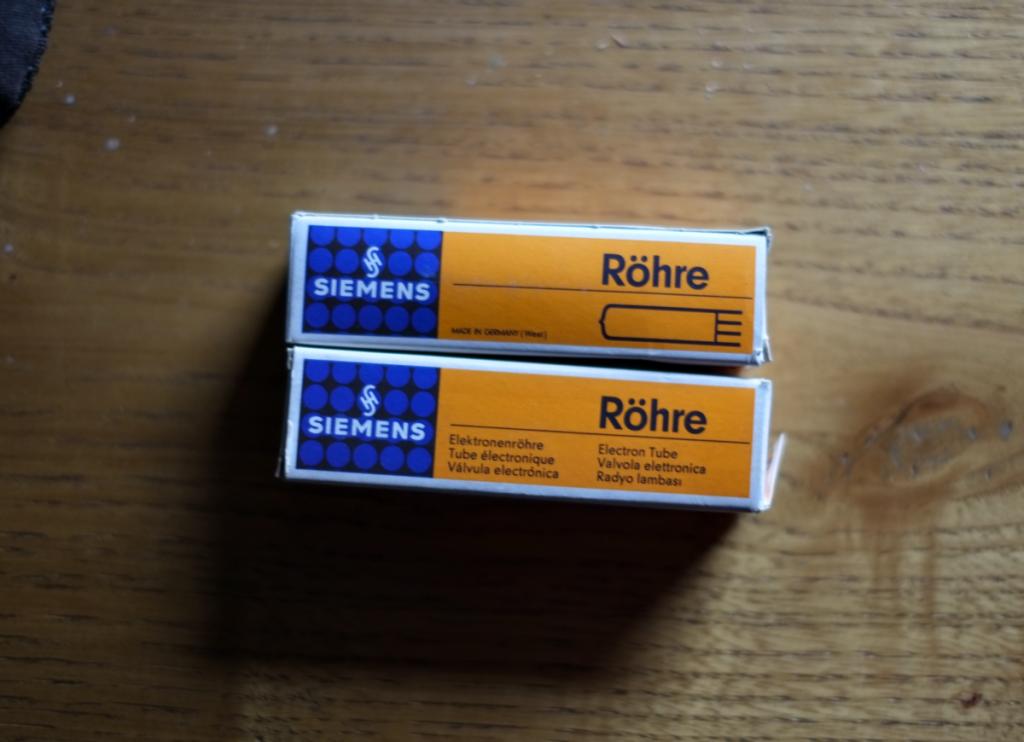 SIEMENS
Röhre
MADE IN GERMANY (West)
SIEMENS
Röhre
Elektronenröhre
Tube électronique
Válvula electrónica
Electron Tube
Valvola elettronica
Radyo lambası